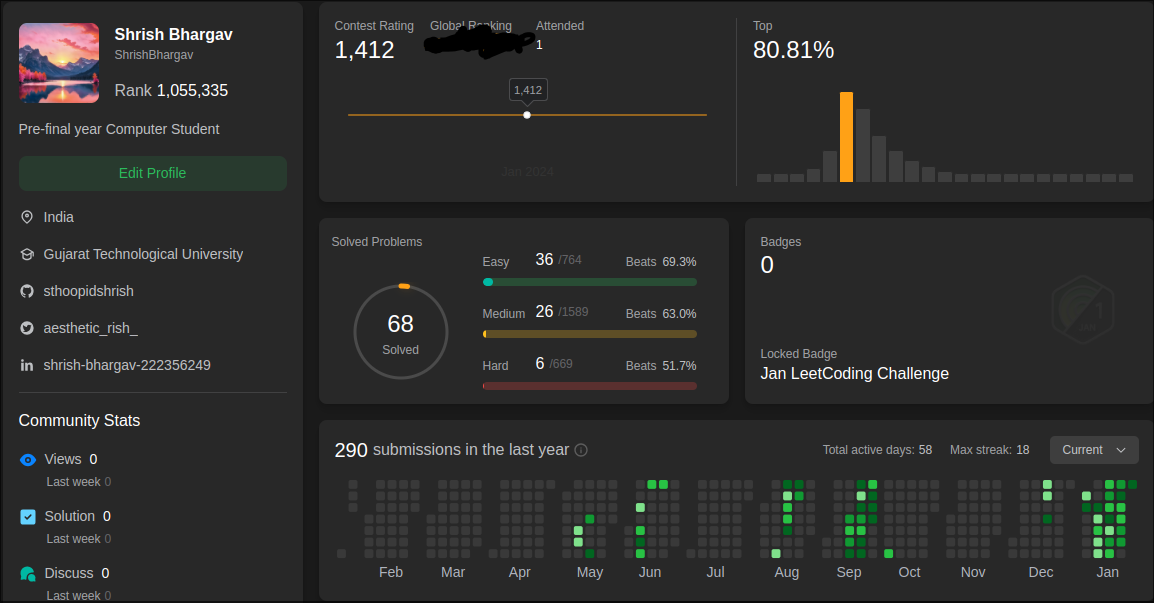 Shrish Bhargav
ShrishBhargav
Rank 1,055,335
Pre-final year Computer Student
Edit Profile
India
Gujarat Technological University
sthoopidshrish
aesthetic_rish_
shrish-bhargav-222356249
Community Stats
Views 0
Last week 0
Solution 0
Last week 0
Discuss 0
Last week 0
Contest Rating
1,412
Global Ranking
Attended
1
1,412
Jan 2024
Top
80.81%
Solved Problems
68
Solved
Easy 36 /764 Beats 69.3%
Medium 26 /1589 Beats 63.0%
Hard 6 /669 Beats 51.7%
Badges
0
1
JAN
Locked Badge
Jan LeetCoding Challenge
290 submissions in the last year
Total active days: 58 Max streak: 18 Current
Feb Mar Apr May Jun Jul Aug Sep Oct Nov Dec Jan